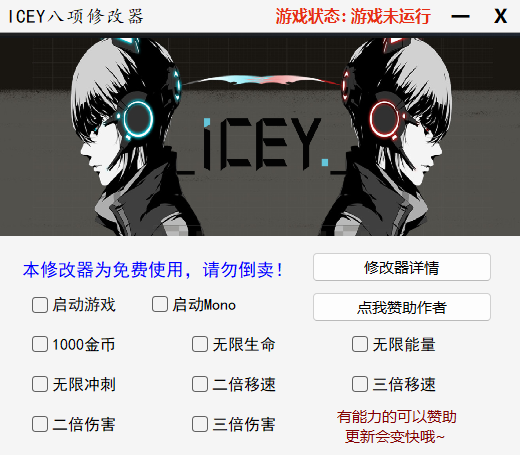 ICEY八项修改器
游戏状态:游戏未运行
_iCEY._
本修改器为免费使用，请勿倒卖！
修改器详情
启动游戏
启动Mono
点我赞助作者
1000金币
无限生命
无限能量
无限冲刺
二倍移速
三倍移速
二倍伤害
三倍伤害
有能力的可以赞助
更新会变快哦~